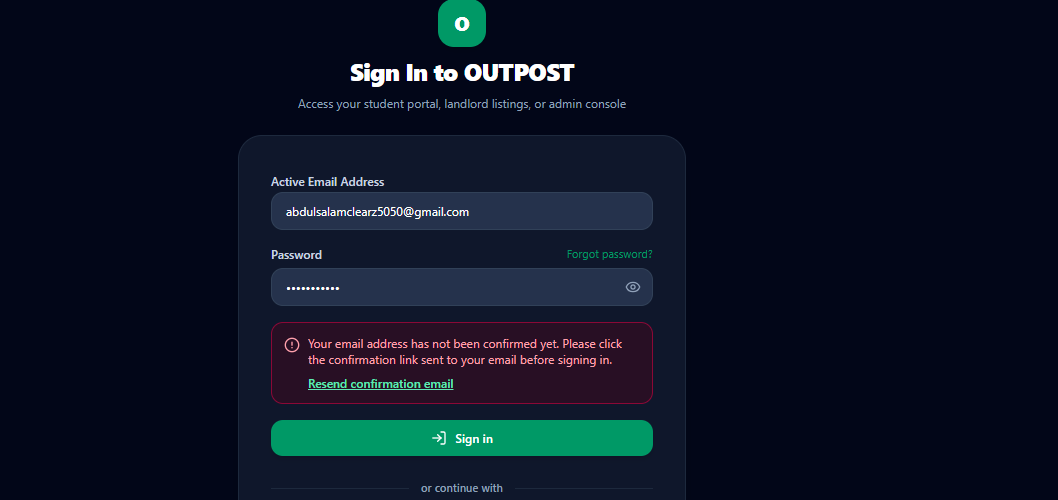 O
Sign In to OUTPOST
Access your student portal, landlord listings, or admin console
Active Email Address
abdulsalamclearz5050@gmail.com
Password
Forgot password?
•••••••••••
Your email address has not been confirmed yet. Please click
the confirmation link sent to your email before signing in.
Resend confirmation email
Sign in
or continue with